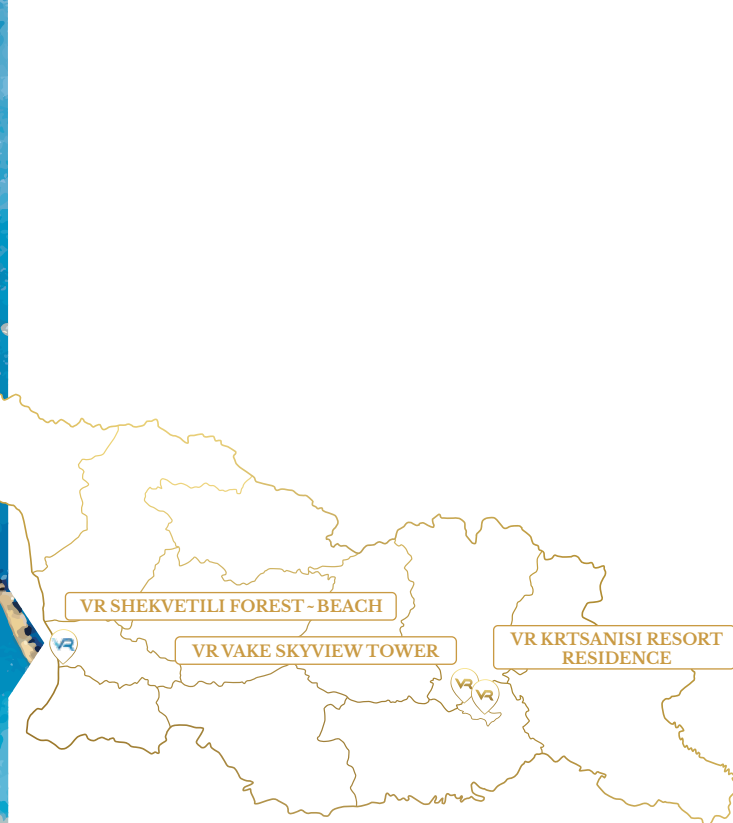 VR SHEKVETILI FOREST ~ BEACH
VR
VR VAKE SKYVIEW TOWER
VR KRTSANISI RESORT
RESIDENCE
VR
VR